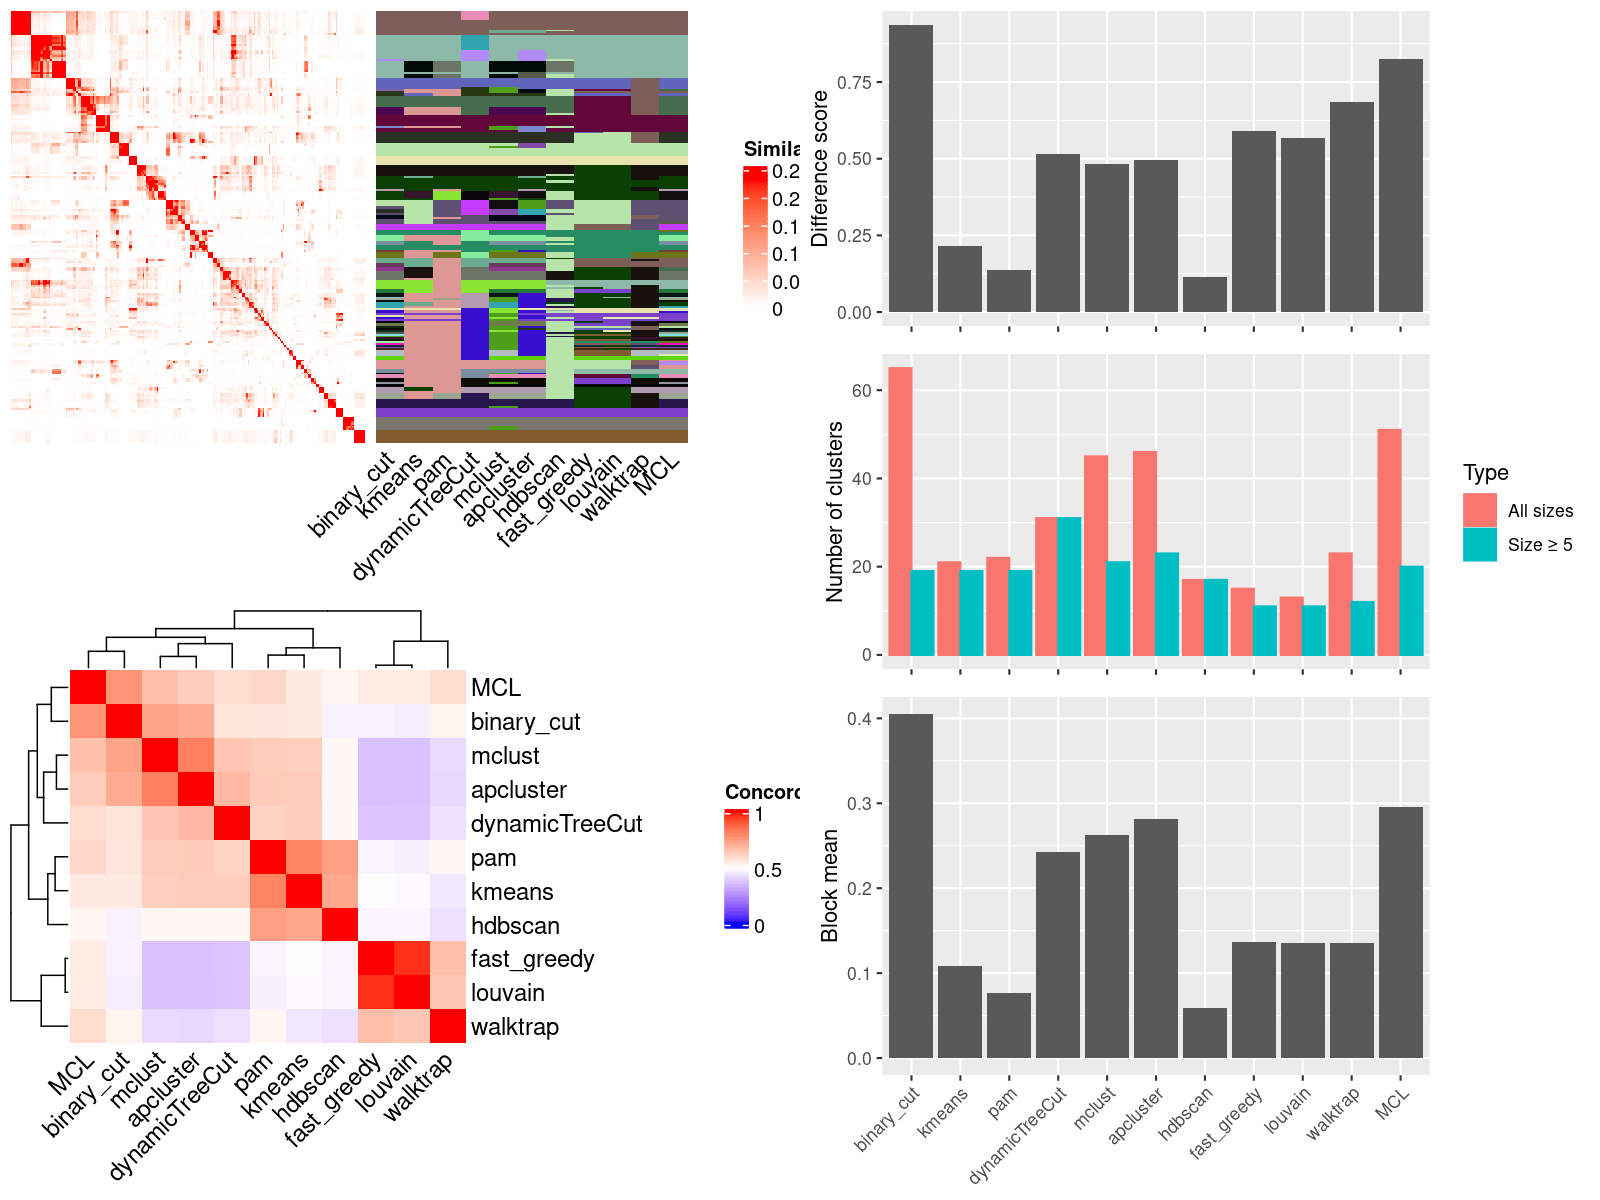 Simila
0.2
0.2
0.1
0.1
0.0
0
binary_cut
kmeans
pam
dynamicTreeCut
mclust
apcluster
hdbscan
fast_greedy
louvain
walktrap
MCL
MCL
binary_cut
mclust
apcluster
dynamicTreeCut
pam
kmeans
hdbscan
fast_greedy
louvain
walktrap
MCL
binary_cut
mclust
apcluster
dynamicTreeCut
pam
kmeans
hdbscan
fast_greedy
louvain
walktrap
Concord
1
0.5
0
Difference score
0.75
0.50
0.25
0.00
Number of clusters
60
40
20
0
Type
All sizes
Size ≥ 5
Block mean
0.4
0.3
0.2
0.1
0.0
binary_cut
kmeans
pam
dynamicTreeCut
mclust
apcluster
hdbscan
fast_greedy
louvain
walktrap
MCL